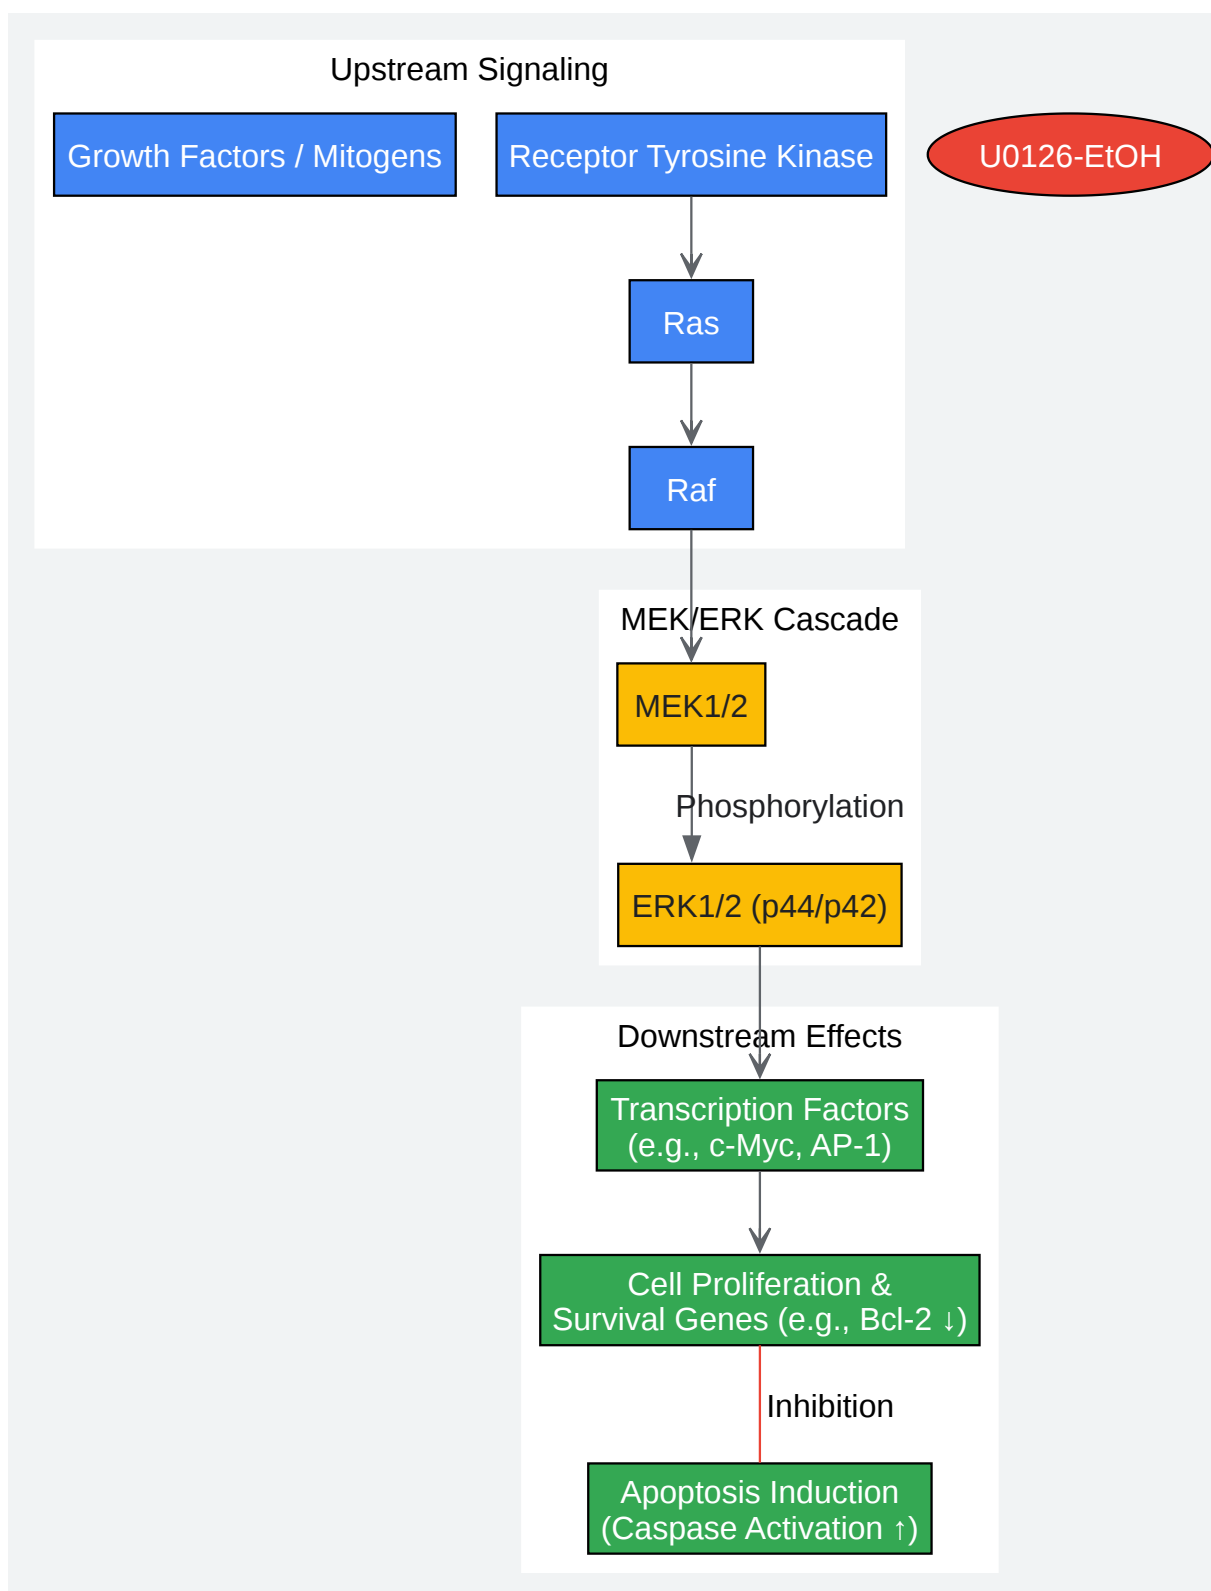 Upstream Signaling
Growth Factors / Mitogens
Receptor Tyrosine Kinase
U0126-EtOH
Ras
Raf
MEK/ERK Cascade
MEK1/2
Phosphorylation
ERK1/2 (p44/p42)
Downstream Effects
Transcription Factors
(e.g., c-Myc, AP-1)
Cell Proliferation &
Survival Genes (e.g., Bcl-2 ↓)
Inhibition
Apoptosis Induction
(Caspase Activation ↑)